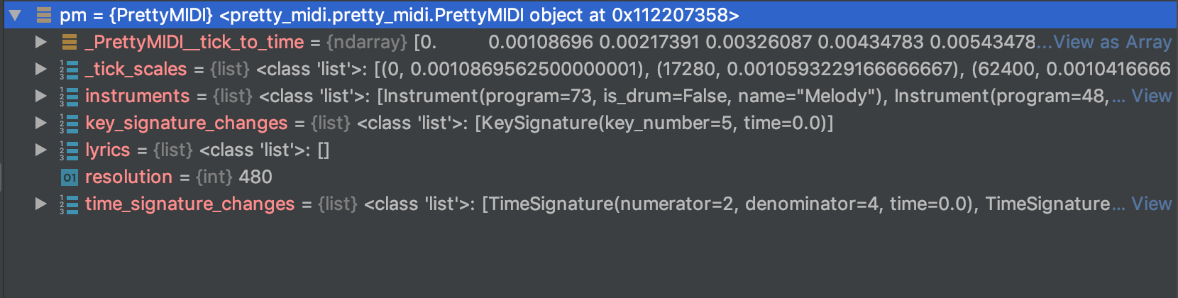 pm = {PrettyMIDI} <pretty_midi.pretty_midi.PrettyMIDI object at 0x112207358>
_PrettyMIDI__tick_to_time = {ndarray} [0. 0.00108696 0.00217391 0.00326087 0.00434783 0.00543478...View as Array
_tick_scales = {list} <class 'list'>: [(0, 0.0010869562500000001), (17280, 0.0010593229166666667), (62400, 0.0010416666
instruments = {list} <class 'list'>: [Instrument(program=73, is_drum=False, name="Melody"), Instrument(program=48,... View
key_signature_changes = {list} <class 'list'>: [KeySignature(key_number=5, time=0.0)]
lyrics = {list} <class 'list'>: []
resolution = {int} 480
time_signature_changes = {list} <class 'list'>: [TimeSignature(numerator=2, denominator=4, time=0.0), TimeSignature... View